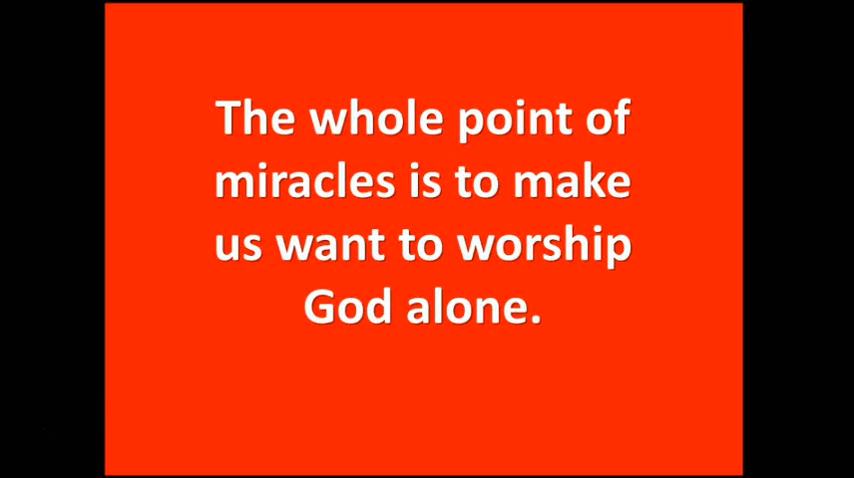 The whole point of
miracles is to make
us want to worship
God alone.